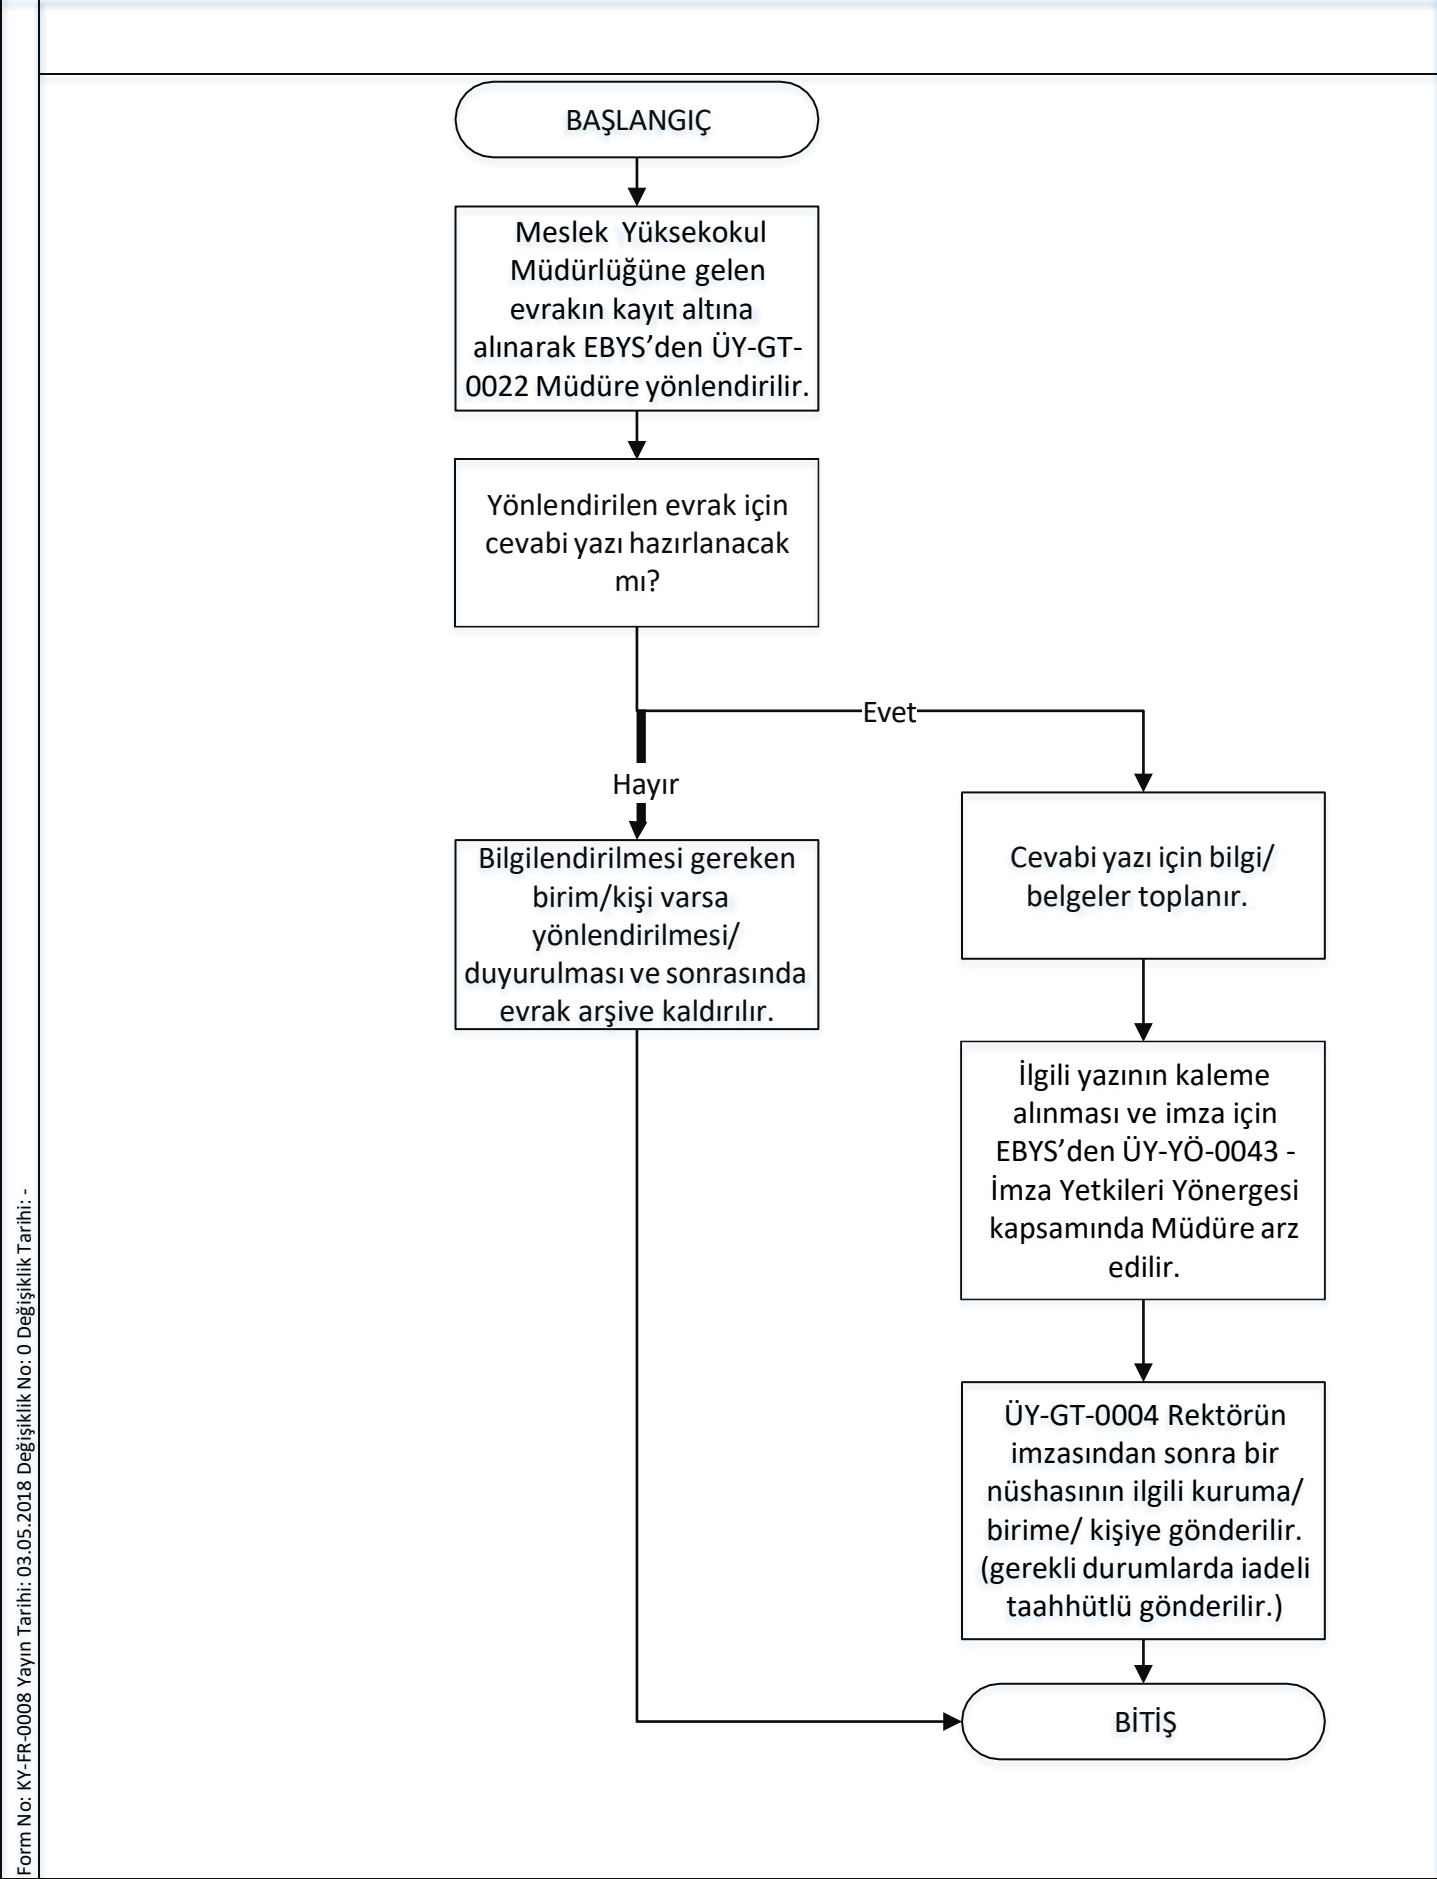 BAŞLANGIÇ
Meslek Yüksekokul
Müdürlüğüne gelen
evrakın kayıt altına
alınarak EBYS’den ÜY-GT-
0022 Müdüre yönlendirilir.
Yönlendirilen evrak için
cevabi yazı hazırlanacak
mı?
Evet
Hayır
Bilgilendirilmesi gereken
birim/kişi varsa
yönlendirilmesi/
duyurulması ve sonrasında
evrak arşive kaldırılır.
Cevabi yazı için bilgi/
belgeler toplanır.
İlgili yazının kaleme
alınması ve imza için
EBYS’den ÜY-YÖ-0043 -
İmza Yetkileri Yönergesi
kapsamında Müdüre arz
edilir.
ÜY-GT-0004 Rektörün
imzasından sonra bir
nüshasının ilgili kuruma/
birime/ kişiye gönderilir.
(gerekli durumlarda iadeli
taahhütlü gönderilir.)
BİTİŞ
Form No: KY-FR-0008 Yayın Tarihi: 03.05.2018 Değişiklik No: 0 Değişiklik Tarihi: -